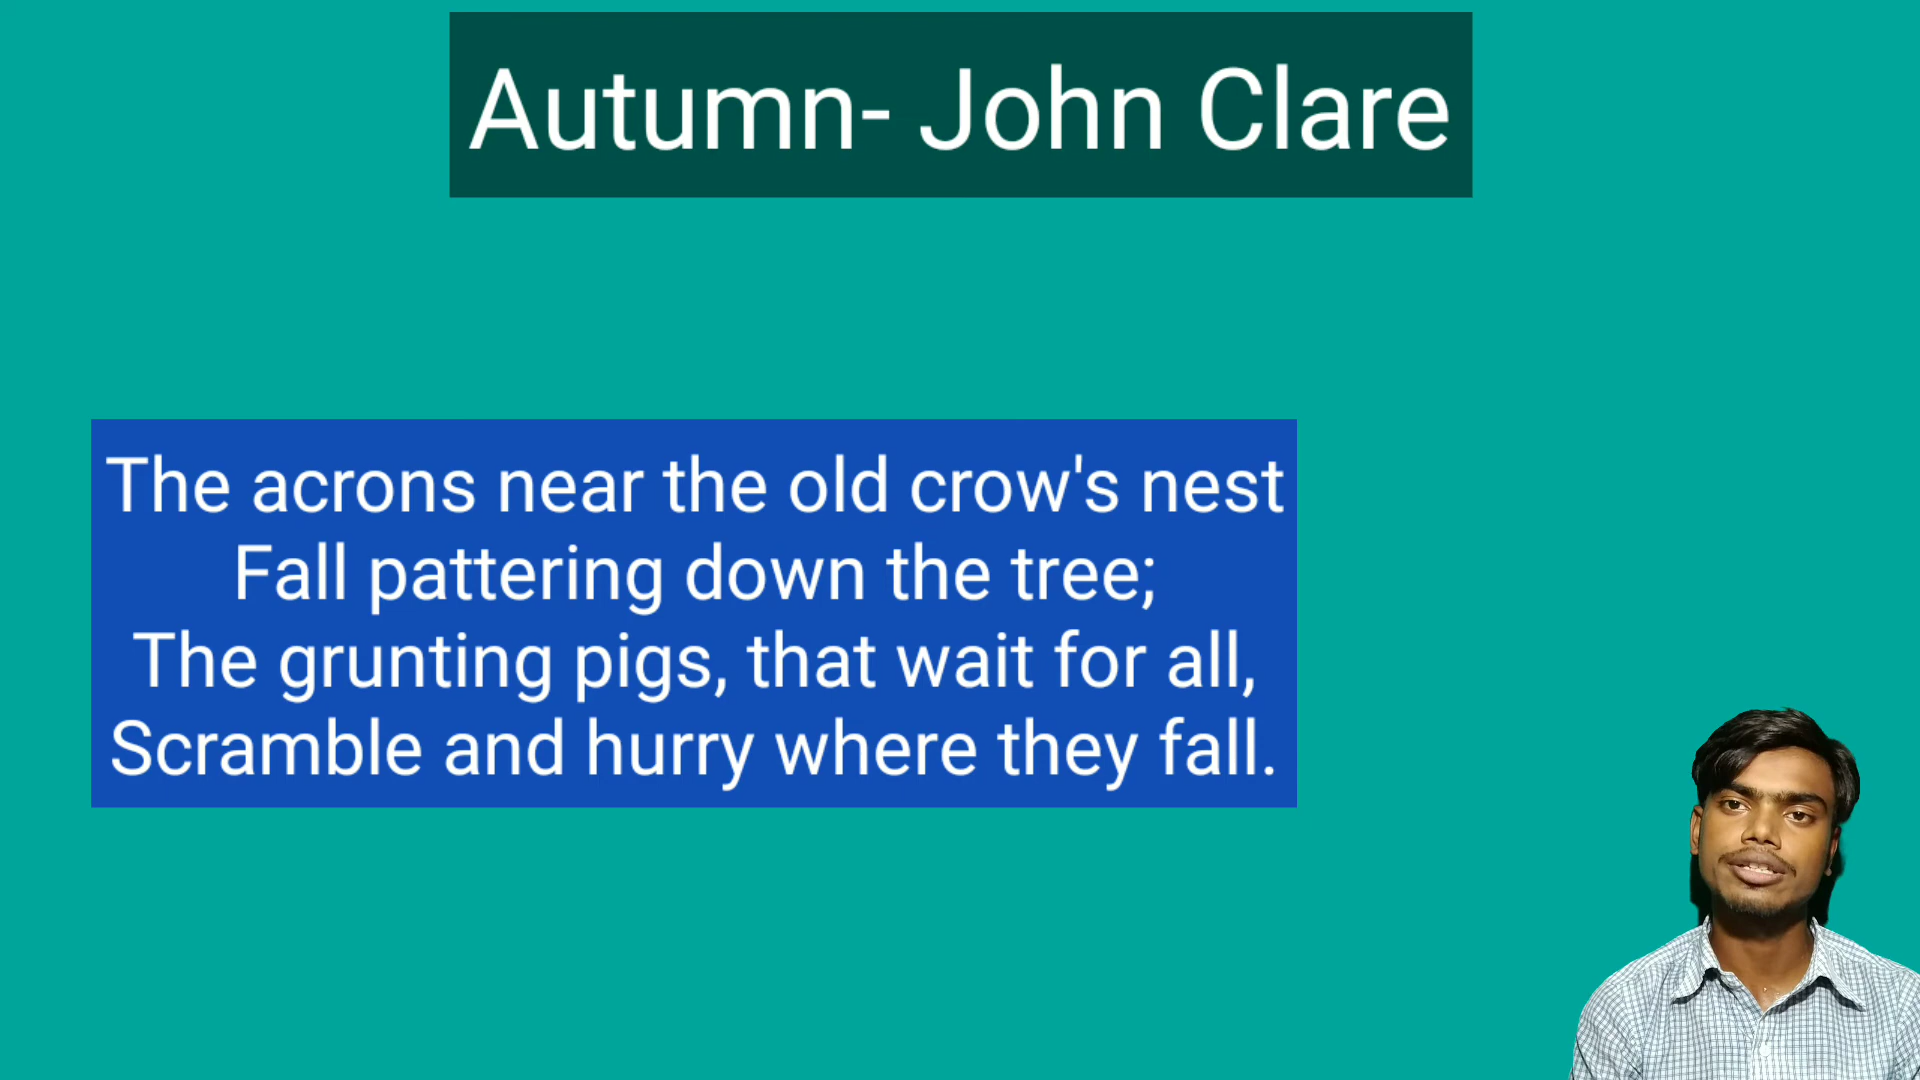 Autumn- John Clare
The acrons near the old crow's nest
Fall pattering down the tree;
The grunting pigs, that wait for all,
Scramble and hurry where they fall.